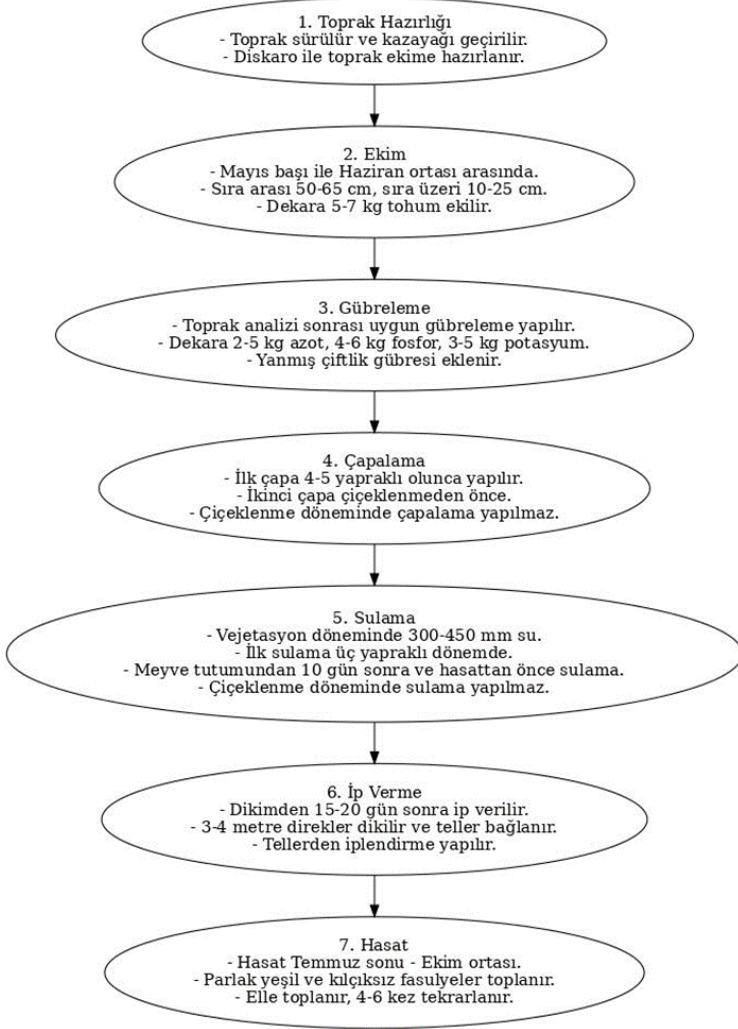 1. Toprak Hazırlığı
- Toprak sürülür ve kazayağı geçirilir.
- Diskaro ile toprak ekime hazırlanır.
2. Ekim
- Mayıs başı ile Haziran ortası arasında.
- Sıra arası 50-65 cm, sıra üzeri 10-25 cm.
- Dekara 5-7 kg tohum ekilir.
3. Gübreleme
- Toprak analizi sonrası uygun gübreleme yapılır.
- Dekara 2-5 kg azot, 4-6 kg fosfor, 3-5 kg potasyum.
- Yanmış çiftlik gübresi eklenir.
4. Çapalama
- İlk çapa 4-5 yapraklı olunca yapılır.
- İkinci çapa çiçeklenmeden önce.
- Çiçeklenme döneminde çapalama yapılmaz.
5. Sulama
- Vejetasyon döneminde 300-450 mm su.
- İlk sulama üç yapraklı dönemde.
- Meyve tutumundan 10 gün sonra ve hasattan önce sulama.
- Çiçeklenme döneminde sulama yapılmaz.
6. İp Verme
- Dikimden 15-20 gün sonra ip verilir.
- 3-4 metre direkler dikilir ve teller bağlanır.
- Tellerden iplendirme yapılır.
7. Hasat
- Hasat Temmuz sonu - Ekim ortası.
- Parlak yeşil ve kılçıksız fasulyeler toplanır.
- Elle toplanır, 4-6 kez tekrarlanır.